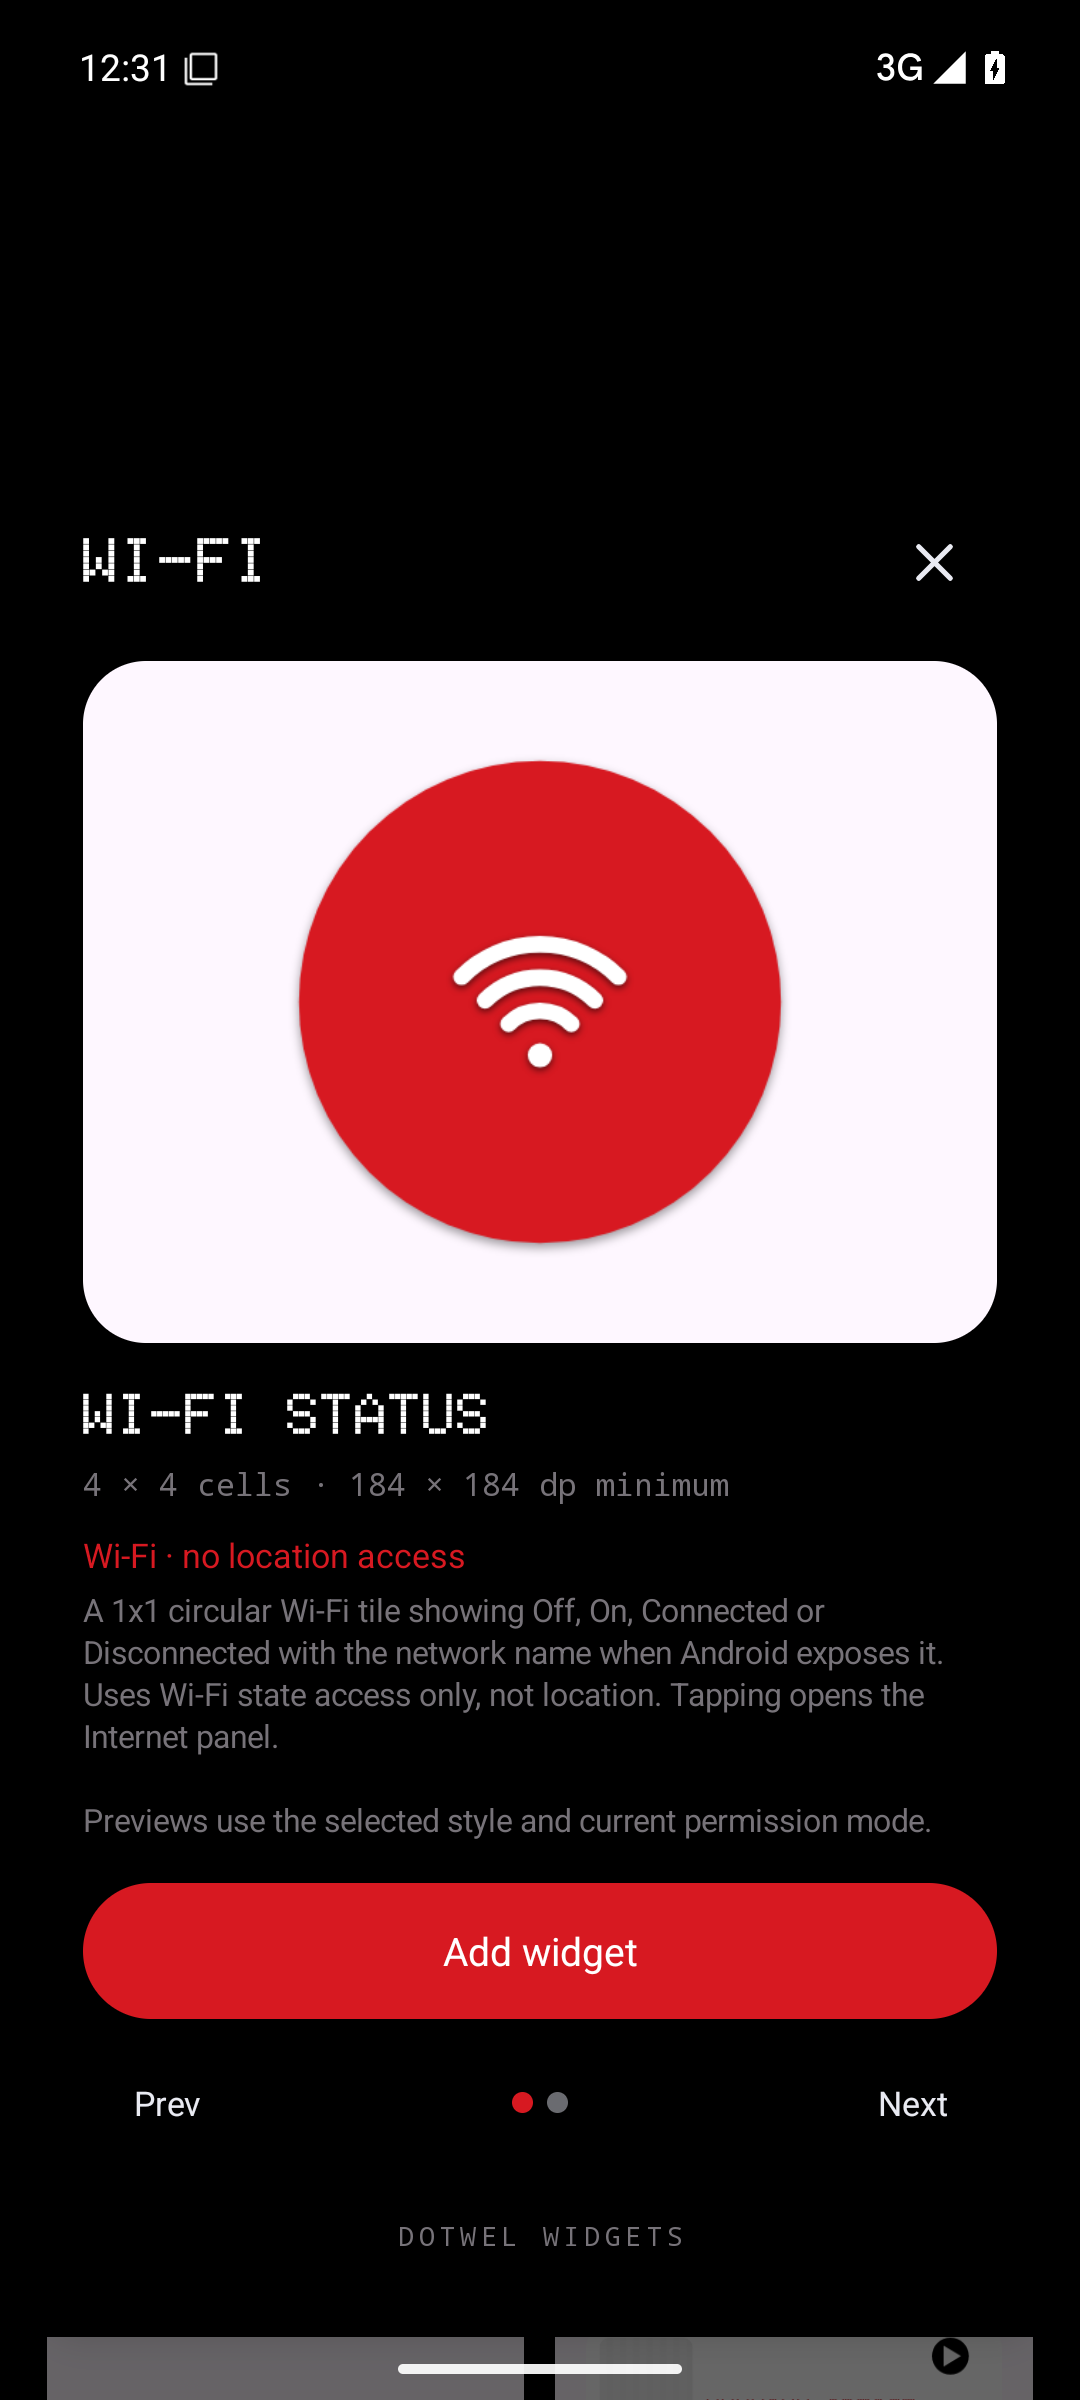 12:31
3G
WI-FI
WI-FI STATUS
4 × 4 cells · 184 × 184 dp minimum
Wi-Fi · no location access
A 1x1 circular Wi-Fi tile showing Off, On, Connected or
Disconnected with the network name when Android exposes it.
Uses Wi-Fi state access only, not location. Tapping opens the
Internet panel.
Previews use the selected style and current permission mode.
Add widget
Prev
Next
DOTWEL WIDGETS